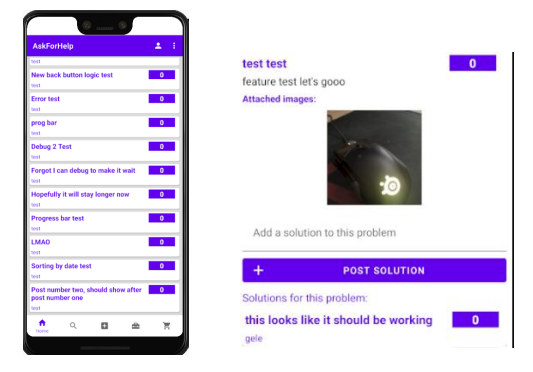 AskForHelp
test
New back button logic test
0
test
Error test
0
test
prog bar
0
test
Debug 2 Test
0
test
Forgot I can debug to make it wait
0
test
Hopefully it will stay longer now
0
test
Progress bar test
0
test
LMAO
0
test
Sorting by date test
0
test
Post number two, should show after
post number one
0
test
Home
test test
0
feature test let's gooo
Attached images:
Add a solution to this problem
+ POST SOLUTION
Solutions for this problem:
this looks like it should be working
0
gele